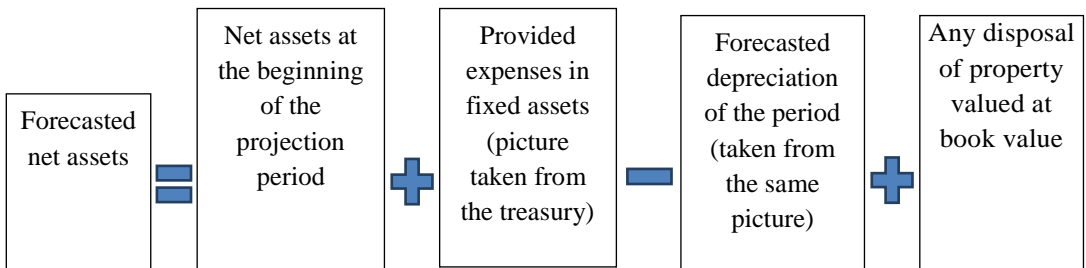 Forecasted
net assets
Net assets at
the beginning
of the
projection
period
Provided
expenses in
fixed assets
(picture
taken from
the treasury)
Forecasted
depreciation
of the period
(taken from
the same
picture)
Any disposal
of property
valued at
book value